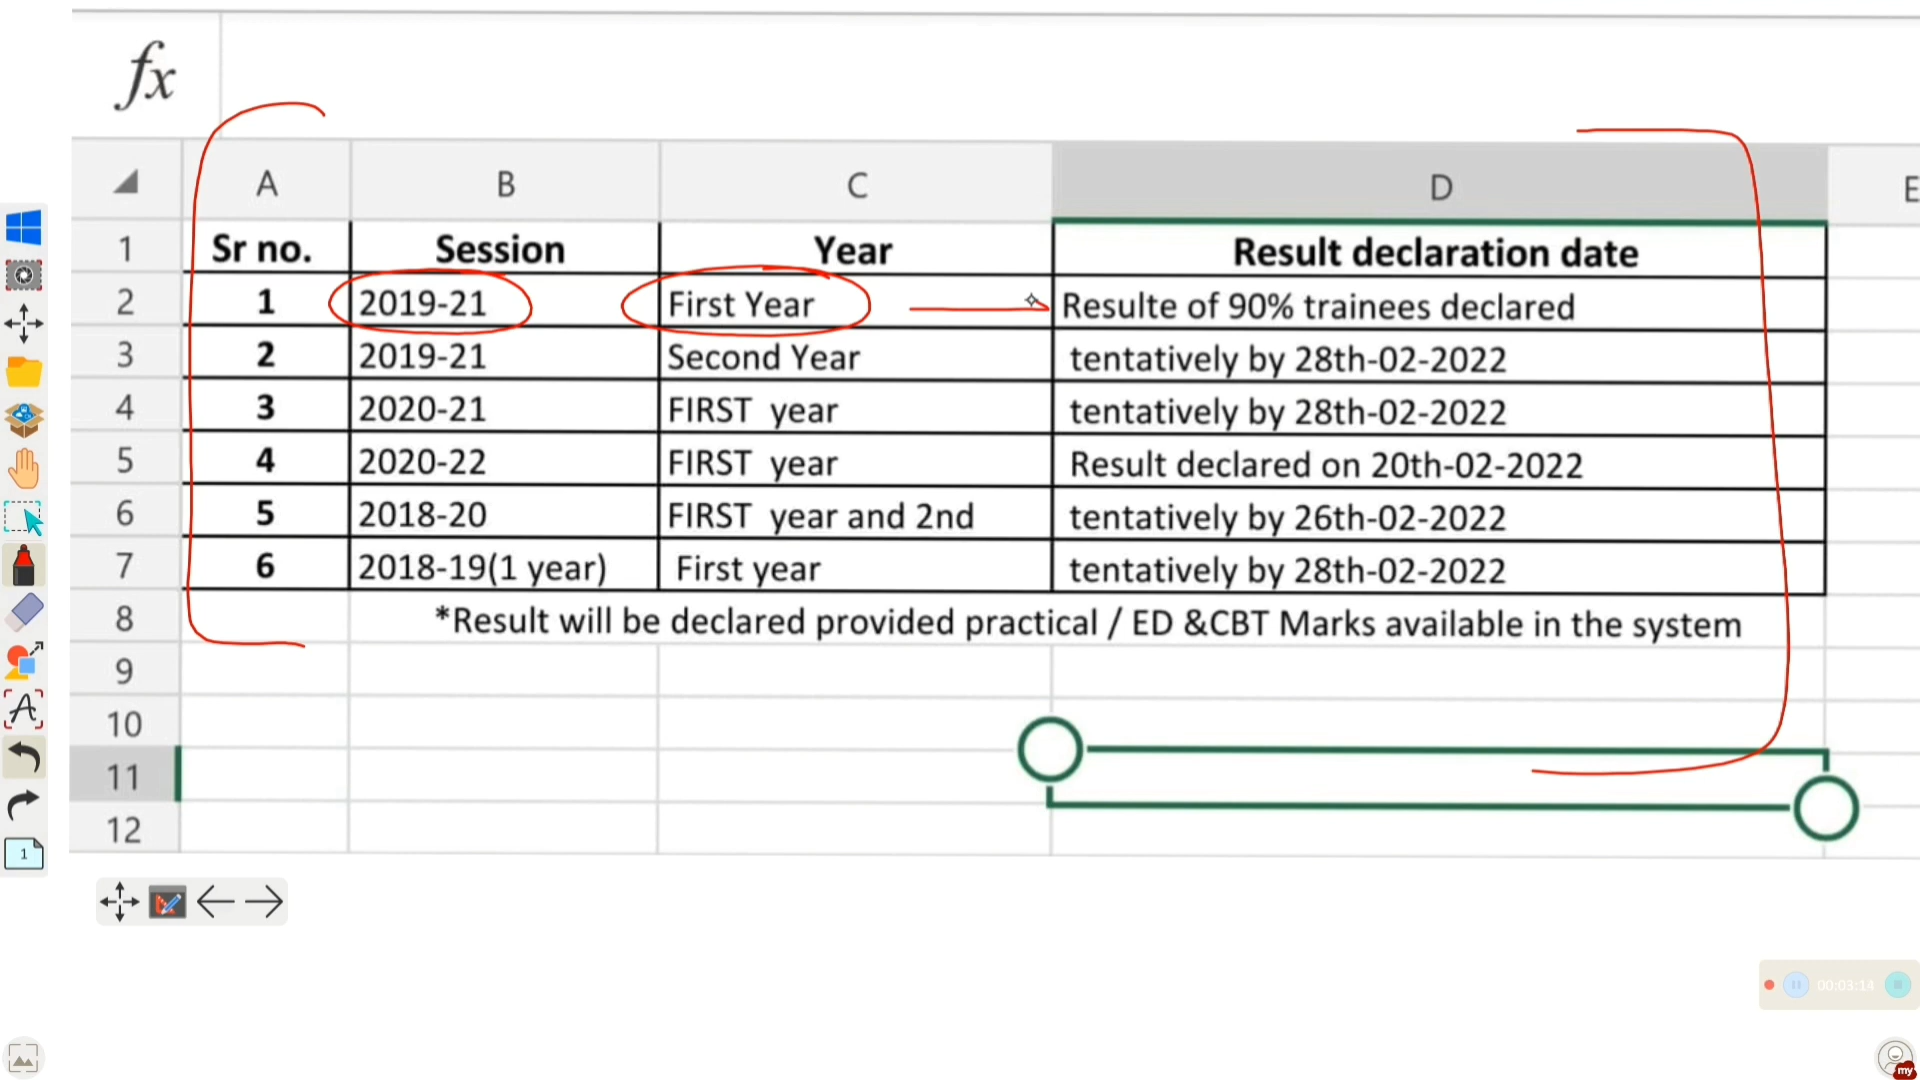 fx
A B C D E
1 Sr no. Session Year Result declaration date
2 1 2019-21 First Year Resulte of 90% trainees declared
3 2 2019-21 Second Year tentatively by 28th-02-2022
4 3 2020-21 FIRST year tentatively by 28th-02-2022
5 4 2020-22 FIRST year Result declared on 20th-02-2022
6 5 2018-20 FIRST year and 2nd tentatively by 26th-02-2022
7 6 2018-19(1 year) First year tentatively by 28th-02-2022
8 *Result will be declared provided practical / ED &CBT Marks available in the system
9
10
11
12
A
1
00:03:14
my